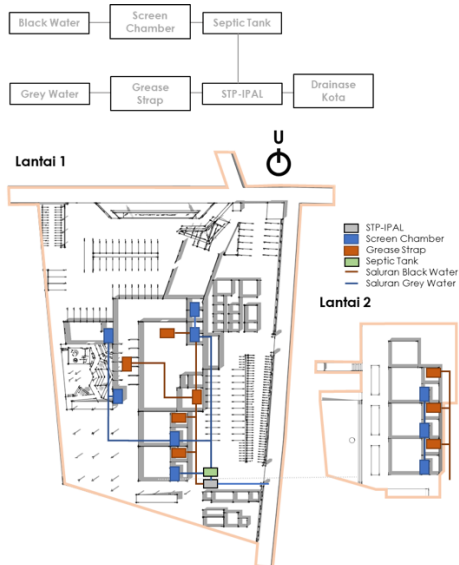 Black Water
Screen
Chamber
Septic Tank
Grey Water
Grease
Strap
STP-IPAL
Drainase
Kota
U
Lantai 1
STP-IPAL
Screen Chamber
Grease Strap
Septic Tank
Saluran Black Water
Saluran Grey Water
Lantai 2